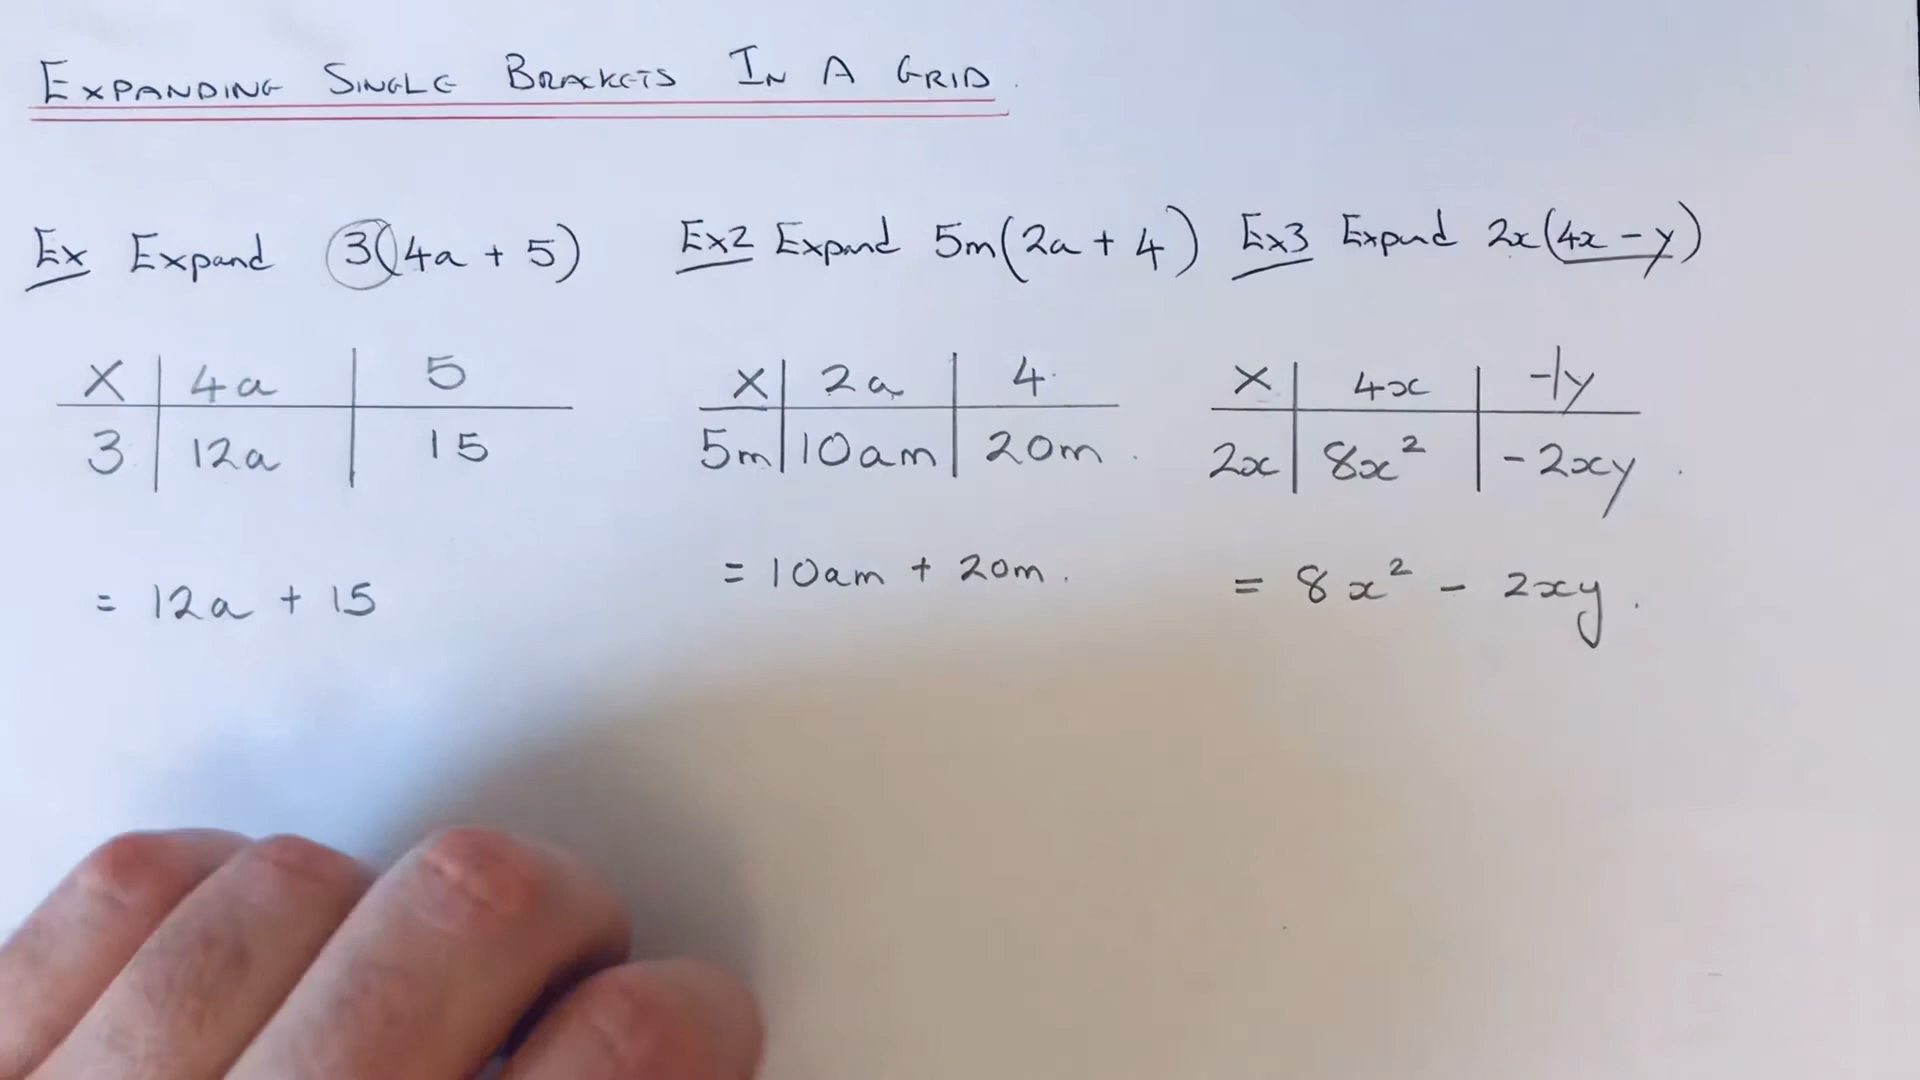 EXPANDING SINGLE BRACKETS IN A GRID.
Ex Expand 3(4a + 5)
X 4a 5
3 12a 15
= 12a + 15
Ex2 Expand 5m(2a + 4)
X 2a 4
5m 10am 20m
= 10am + 20m.
Ex3 Expand 2x(4x - y)
X 4x -1y
2x 8x² -2xy
= 8x² - 2xy.